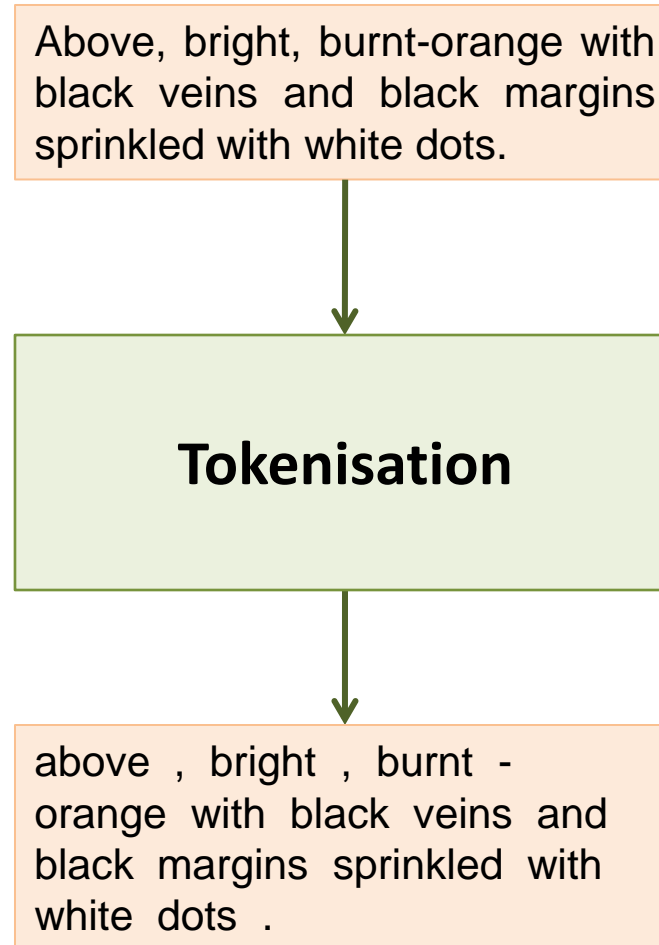 Above, bright, burnt-orange with
black veins and black margins
sprinkled with white dots.
Tokenisation
above , bright , burnt -
orange with black veins and
black margins sprinkled with
white dots .